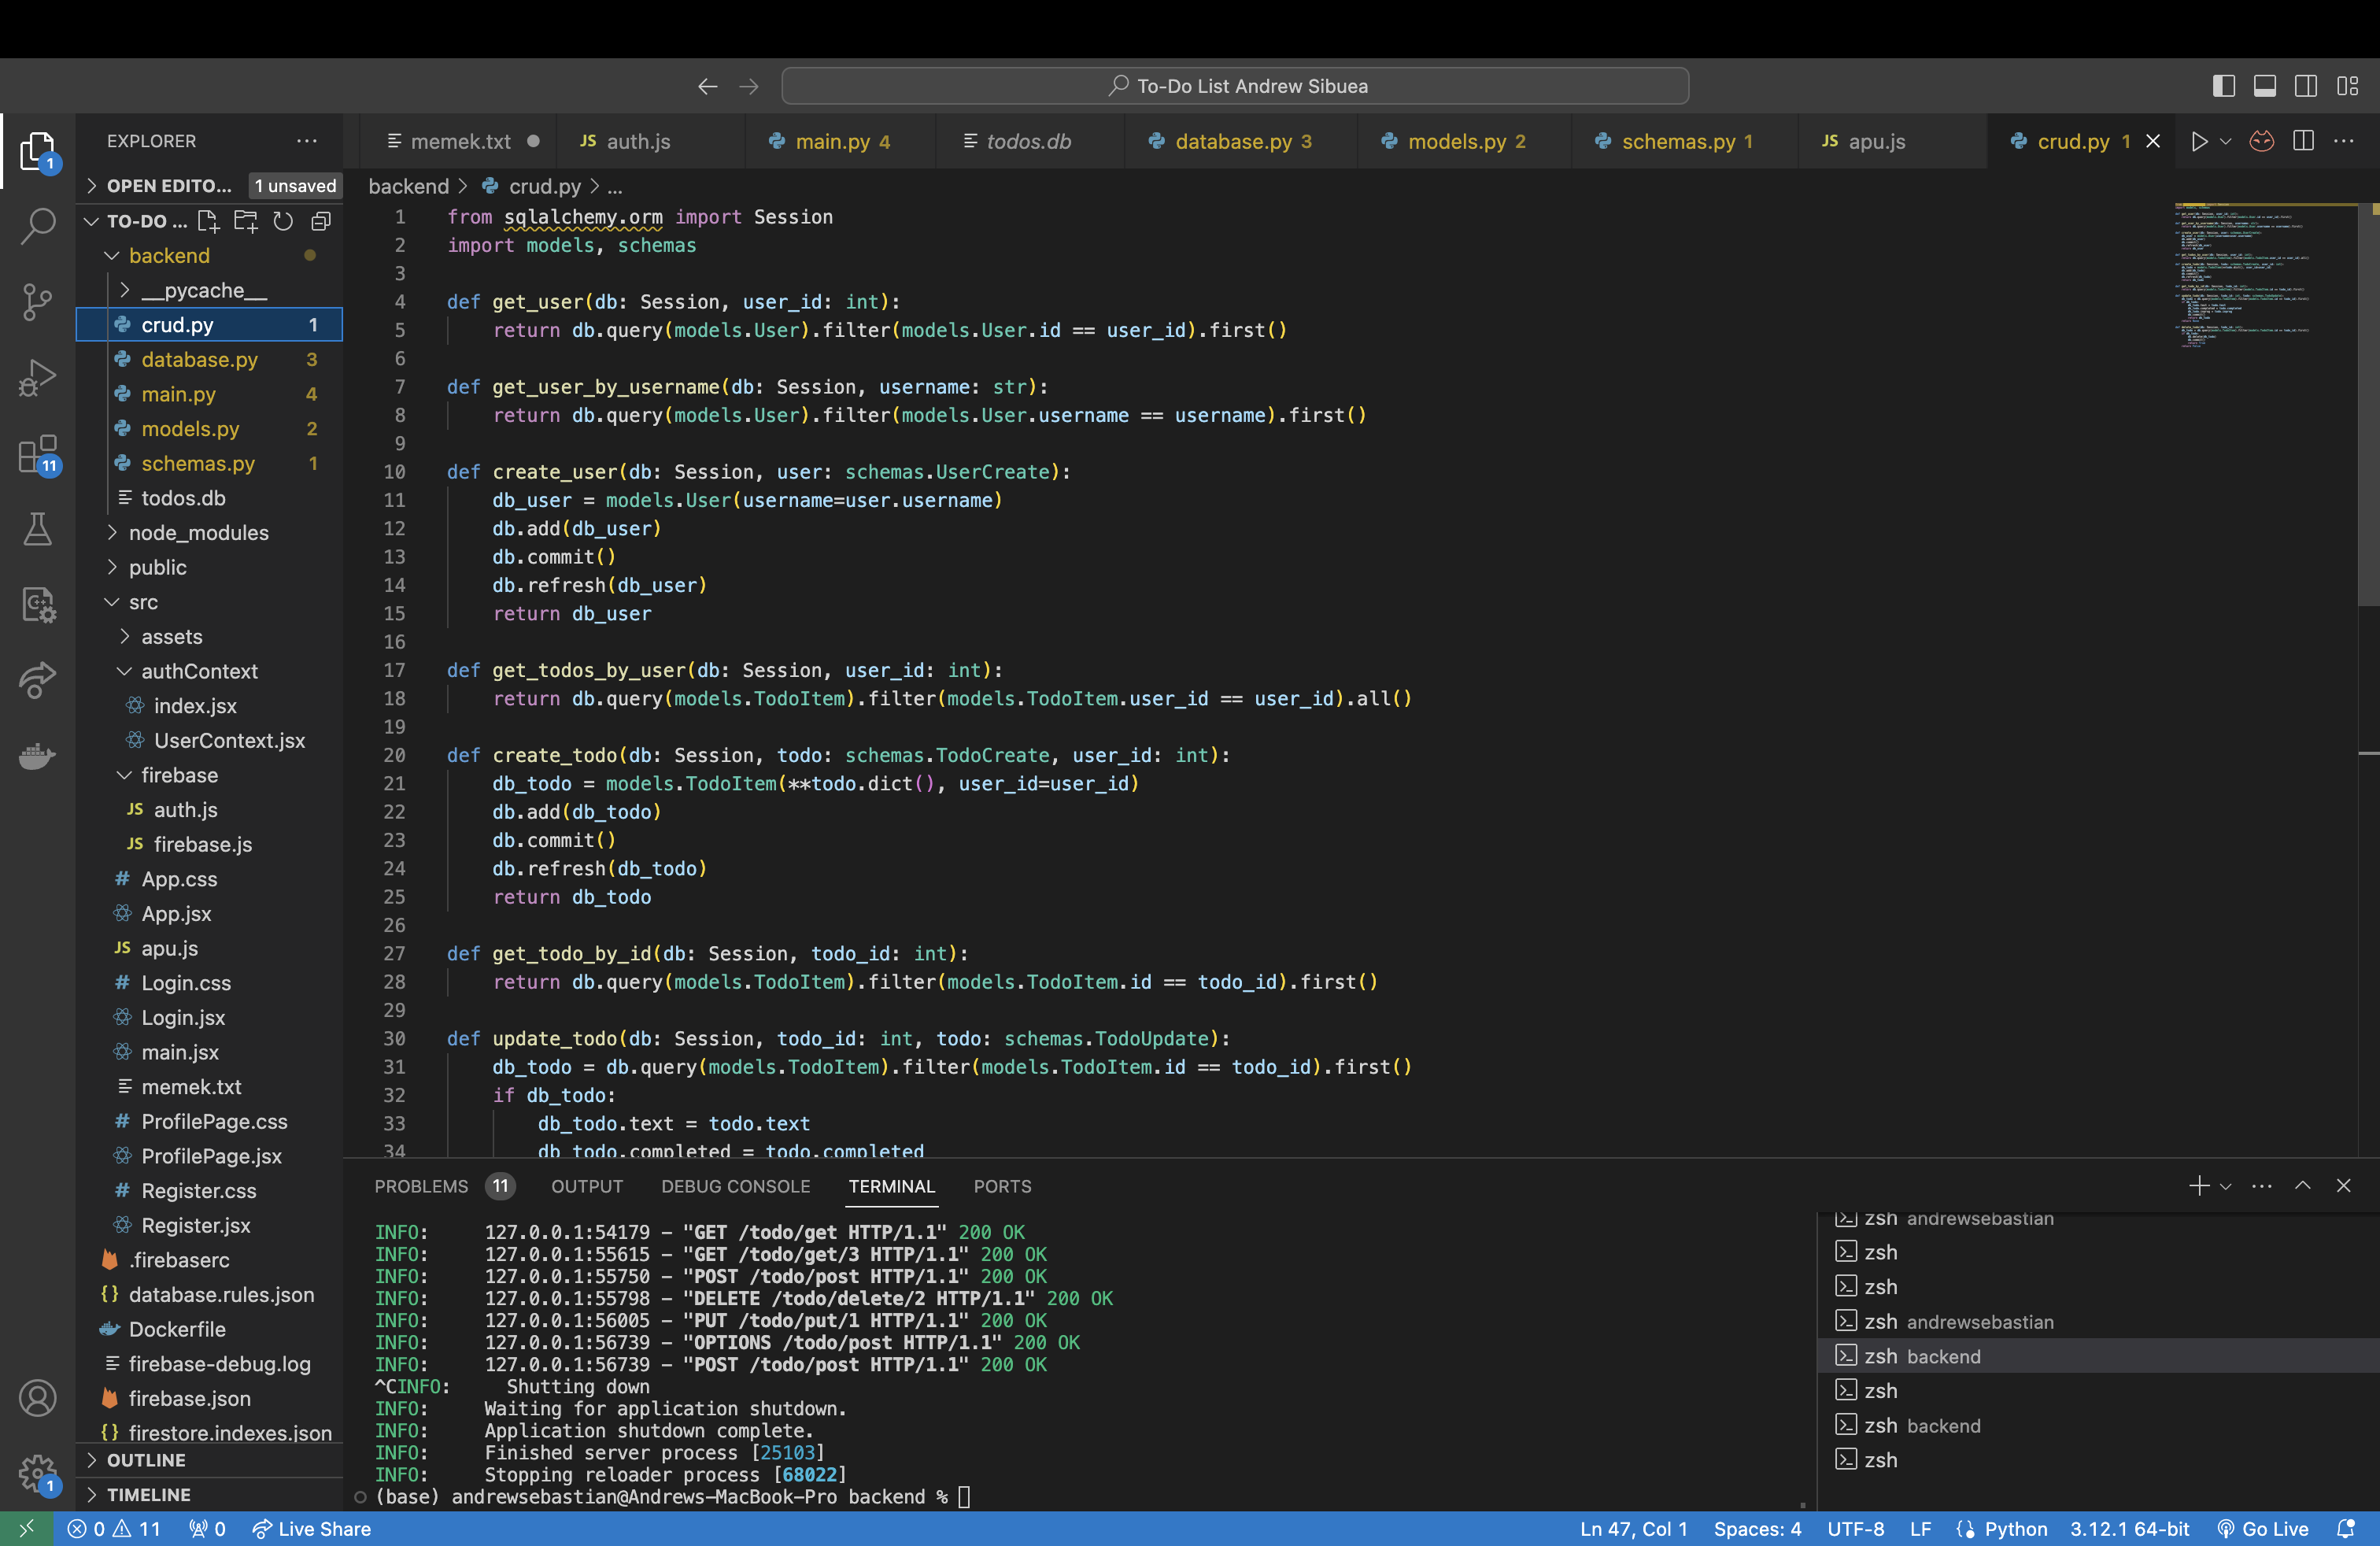 To-Do List Andrew Sibuea
EXPLORER
memek.txt
JS auth.js
main.py 4
todos.db
database.py 3
models.py 2
schemas.py 1
JS apu.js
crud.py 1
1
OPEN EDITO... 1 unsaved
TO-DO ...
backend
__pycache__
crud.py 1
database.py 3
main.py 4
models.py 2
schemas.py 1
todos.db
node_modules
public
src
assets
authContext
index.jsx
UserContext.jsx
firebase
JS auth.js
JS firebase.js
# App.css
App.jsx
JS apu.js
# Login.css
Login.jsx
main.jsx
memek.txt
# ProfilePage.css
ProfilePage.jsx
# Register.css
Register.jsx
.firebaserc
{} database.rules.json
Dockerfile
firebase-debug.log
firebase.json
{} firestore.indexes.json
OUTLINE
TIMELINE
11
1
backend > crud.py > ...
1 from sqlalchemy.orm import Session
2 import models, schemas
3
4 def get_user(db: Session, user_id: int):
5 return db.query(models.User).filter(models.User.id == user_id).first()
6
7 def get_user_by_username(db: Session, username: str):
8 return db.query(models.User).filter(models.User.username == username).first()
9
10 def create_user(db: Session, user: schemas.UserCreate):
11 db_user = models.User(username=user.username)
12 db.add(db_user)
13 db.commit()
14 db.refresh(db_user)
15 return db_user
16
17 def get_todos_by_user(db: Session, user_id: int):
18 return db.query(models.TodoItem).filter(models.TodoItem.user_id == user_id).all()
19
20 def create_todo(db: Session, todo: schemas.TodoCreate, user_id: int):
21 db_todo = models.TodoItem(**todo.dict(), user_id=user_id)
22 db.add(db_todo)
23 db.commit()
24 db.refresh(db_todo)
25 return db_todo
26
27 def get_todo_by_id(db: Session, todo_id: int):
28 return db.query(models.TodoItem).filter(models.TodoItem.id == todo_id).first()
29
30 def update_todo(db: Session, todo_id: int, todo: schemas.TodoUpdate):
31 db_todo = db.query(models.TodoItem).filter(models.TodoItem.id == todo_id).first()
32 if db_todo:
33 db_todo.text = todo.text
34 db_todo.completed = todo.completed
PROBLEMS 11 OUTPUT DEBUG CONSOLE TERMINAL PORTS
INFO: 127.0.0.1:54179 - "GET /todo/get HTTP/1.1" 200 OK
INFO: 127.0.0.1:55615 - "GET /todo/get/3 HTTP/1.1" 200 OK
INFO: 127.0.0.1:55750 - "POST /todo/post HTTP/1.1" 200 OK
INFO: 127.0.0.1:55798 - "DELETE /todo/delete/2 HTTP/1.1" 200 OK
INFO: 127.0.0.1:56005 - "PUT /todo/put/1 HTTP/1.1" 200 OK
INFO: 127.0.0.1:56739 - "OPTIONS /todo/post HTTP/1.1" 200 OK
INFO: 127.0.0.1:56739 - "POST /todo/post HTTP/1.1" 200 OK
^CINFO: Shutting down
INFO: Waiting for application shutdown.
INFO: Application shutdown complete.
INFO: Finished server process [25103]
INFO: Stopping reloader process [68022]
(base) andrewsebastian@Andrews-MacBook-Pro backend %
zsh andrewsebastian
zsh
zsh
zsh andrewsebastian
zsh backend
zsh
zsh backend
zsh
0 11 0 Live Share
Ln 47, Col 1 Spaces: 4 UTF-8 LF Python 3.12.1 64-bit Go Live